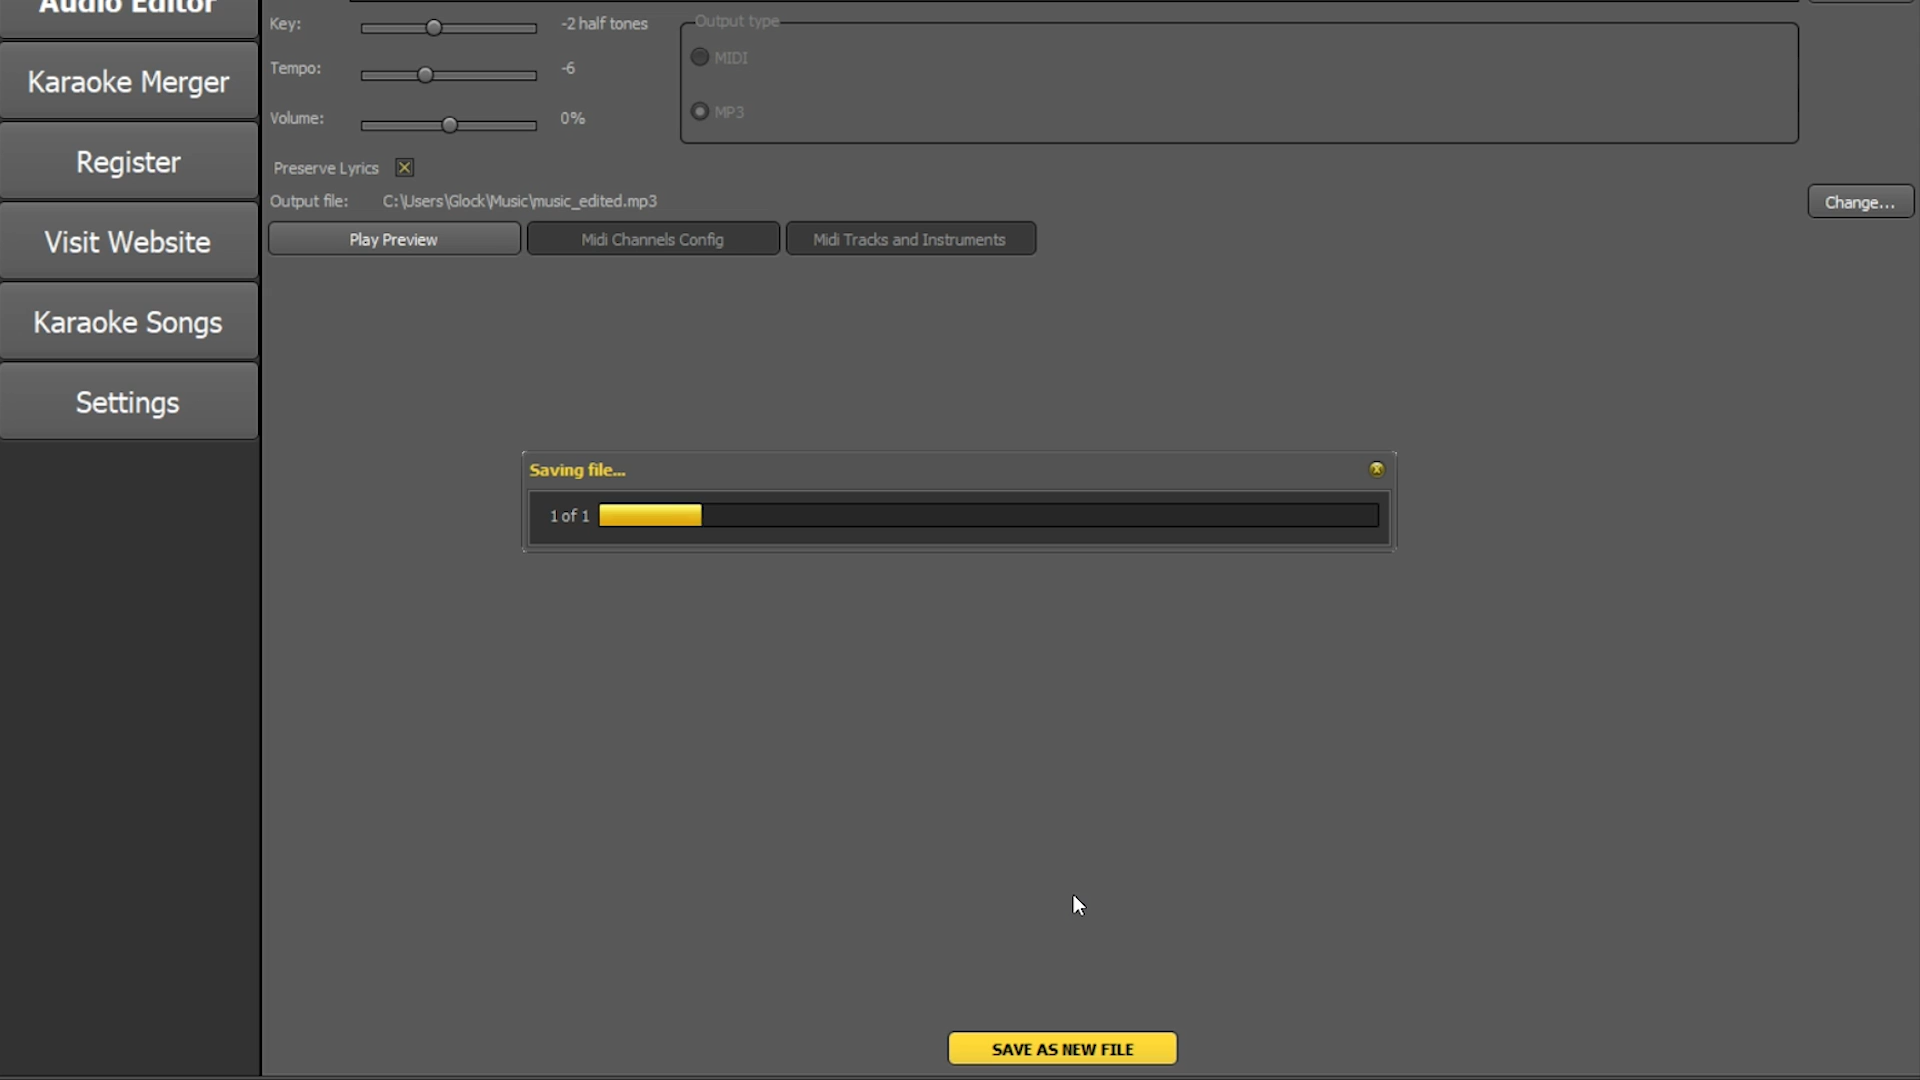 Audio Editor
Karaoke Merger
Register
Visit Website
Karaoke Songs
Settings
Key: -2 half tones
Tempo: -6
Volume: 0%
Output type
MIDI
MP3
Preserve Lyrics
Output file: C:\Users\Glock\Music\music_edited.mp3
Change...
Play Preview Midi Channels Config Midi Tracks and Instruments
Saving file...
1 of 1
SAVE AS NEW FILE